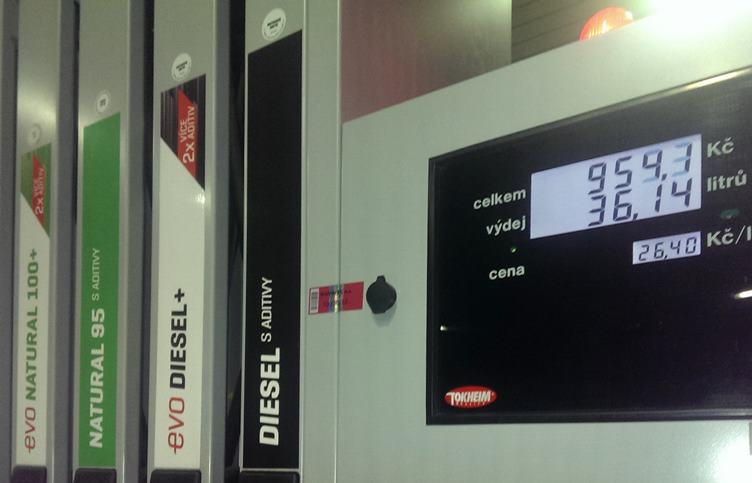 evo NATURAL 100+
VÍCE
2x ADITIV
NATURAL 95 S ADITIVY
evo DIESEL+
VÍCE
2x ADITIV
DIESEL S ADITIVY
celkem 959,3 Kč
výdej 36,14 litrů
cena 26,40 Kč/l
TOKHEIM